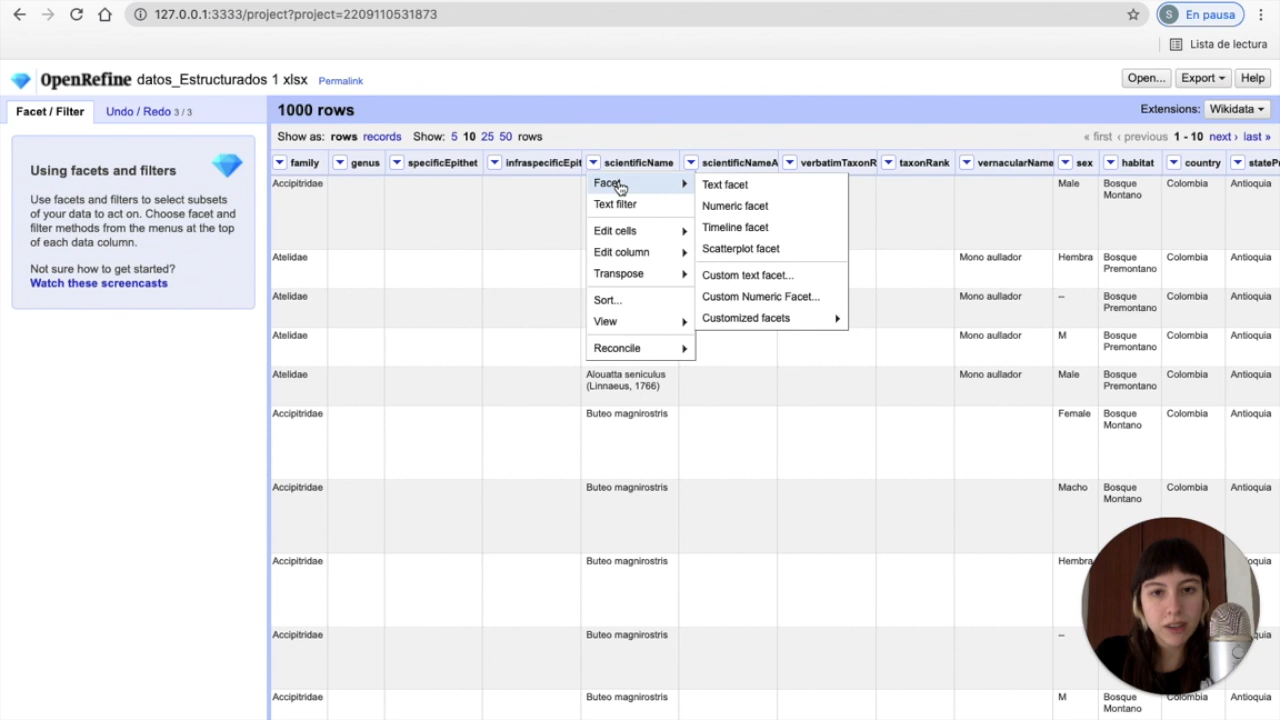 127.0.0.1:3333/project?project=2209110531873
S En pausa
Lista de lectura
OpenRefine datos_Estructurados 1 xlsx Permalink
Open... Export Help
Facet / Filter Undo / Redo 3 / 3
1000 rows
Extensions: Wikidata
Show as: rows records Show: 5 10 25 50 rows
« first ‹ previous 1 - 10 next › last »
Using facets and filters
Use facets and filters to select subsets
of your data to act on. Choose facet and
filter methods from the menus at the top
of each data column.
Not sure how to get started?
Watch these screencasts
family genus specificEpithet infraspecificEpit scientificName scientificNameA verbatimTaxonR taxonRank vernacularName sex habitat country stateP
Facet
Text filter
Edit cells
Edit column
Transpose
Sort...
View
Reconcile
Text facet
Numeric facet
Timeline facet
Scatterplot facet
Custom text facet...
Custom Numeric Facet...
Customized facets
Accipitridae Male Bosque Colombia Antioquia
Montano
Atelidae Mono aullador Hembra Bosque Colombia Antioquia
Premontano
Atelidae Mono aullador -- Bosque Colombia Antioquia
Premontano
Atelidae Mono aullador M Bosque Colombia Antioquia
Premontano
Atelidae Alouatta seniculus Mono aullador Male Bosque Colombia Antioquia
(Linnaeus, 1766) Premontano
Accipitridae Buteo magnirostris Female Bosque Colombia Antioquia
Montano
Accipitridae Buteo magnirostris Macho Bosque Colombia Antioquia
Montano
Accipitridae Buteo magnirostris Hembra
Accipitridae Buteo magnirostris --
Accipitridae Buteo magnirostris M Bosque Colombia Antioquia
Montano